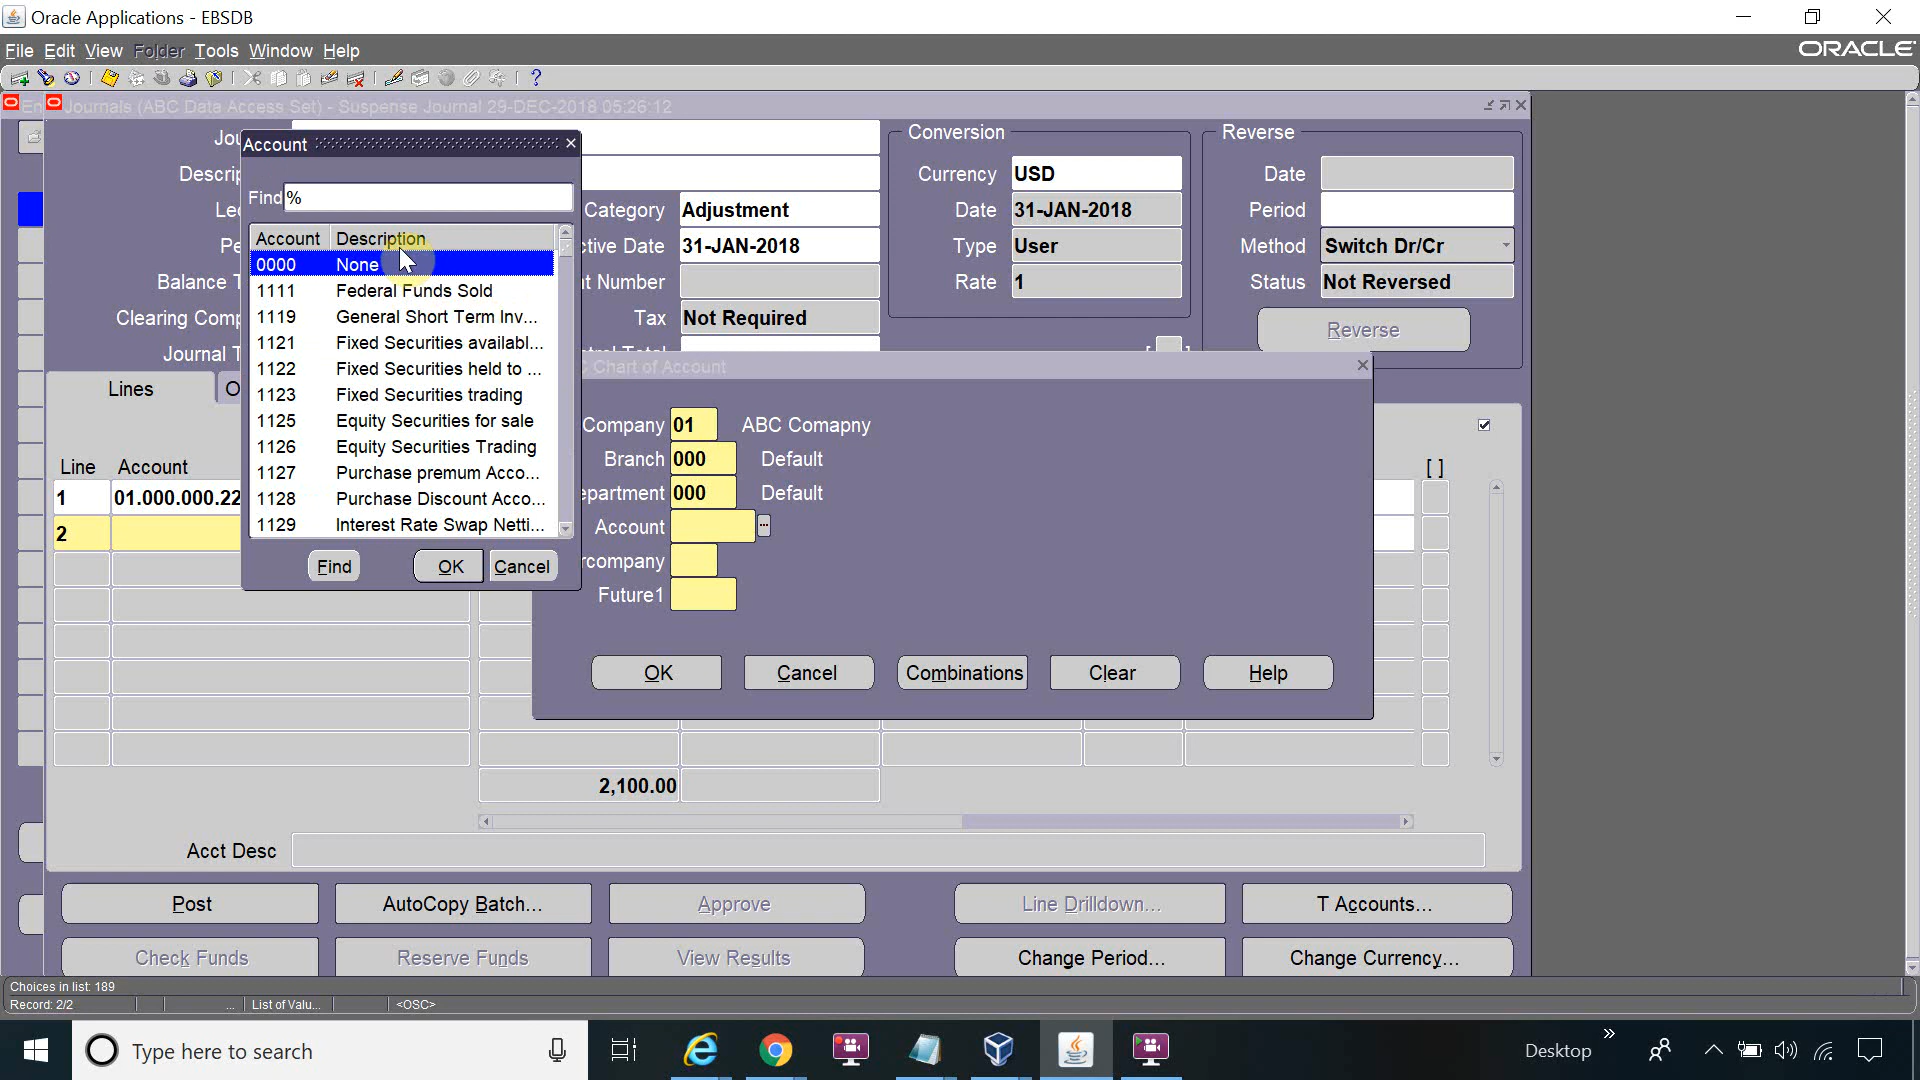 Oracle Applications - EBSDB
File Edit View Folder Tools Window Help
ORACLE
Journals (ABC Data Access Set) - Suspense Journal 29-DEC-2018 05:26:12
Account
Find %
Account Description
0000 None
1111 Federal Funds Sold
1119 General Short Term Inv...
1121 Fixed Securities availabl...
1122 Fixed Securities held to ...
1123 Fixed Securities trading
1125 Equity Securities for sale
1126 Equity Securities Trading
1127 Purchase premum Acco...
1128 Purchase Discount Acco...
1129 Interest Rate Swap Netti...
Find OK Cancel
Descrip
Balance T
Clearing Comp
Journal T
Category Adjustment
ctive Date 31-JAN-2018
t Number
Tax Not Required
Conversion
Currency USD
Date 31-JAN-2018
Type User
Rate 1
Reverse
Date
Period
Method Switch Dr/Cr
Status Not Reversed
Reverse
Lines O
Line Account
[ ]
1 01.000.000.22
2
Chart of Account
Company 01 ABC Comapny
Branch 000 Default
epartment 000 Default
Account ...
rcompany
Future1
OK Cancel Combinations Clear Help
2,100.00
Acct Desc
Post AutoCopy Batch... Approve Line Drilldown... T Accounts...
Check Funds Reserve Funds View Results Change Period... Change Currency...
Choices in list: 189
Record: 2/2 ... List of Valu... <OSC>
Type here to search
Desktop